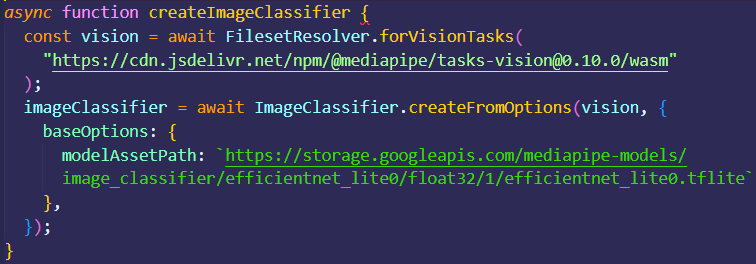 async function createImageClassifier {
  const vision = await FilesetResolver.forVisionTasks(
    "https://cdn.jsdelivr.net/npm/@mediapipe/tasks-vision@0.10.0/wasm"
  );
  imageClassifier = await ImageClassifier.createFromOptions(vision, {
    baseOptions: {
      modelAssetPath: `https://storage.googleapis.com/mediapipe-models/
      image_classifier/efficientnet_lite0/float32/1/efficientnet_lite0.tflite`
    },
  });
}